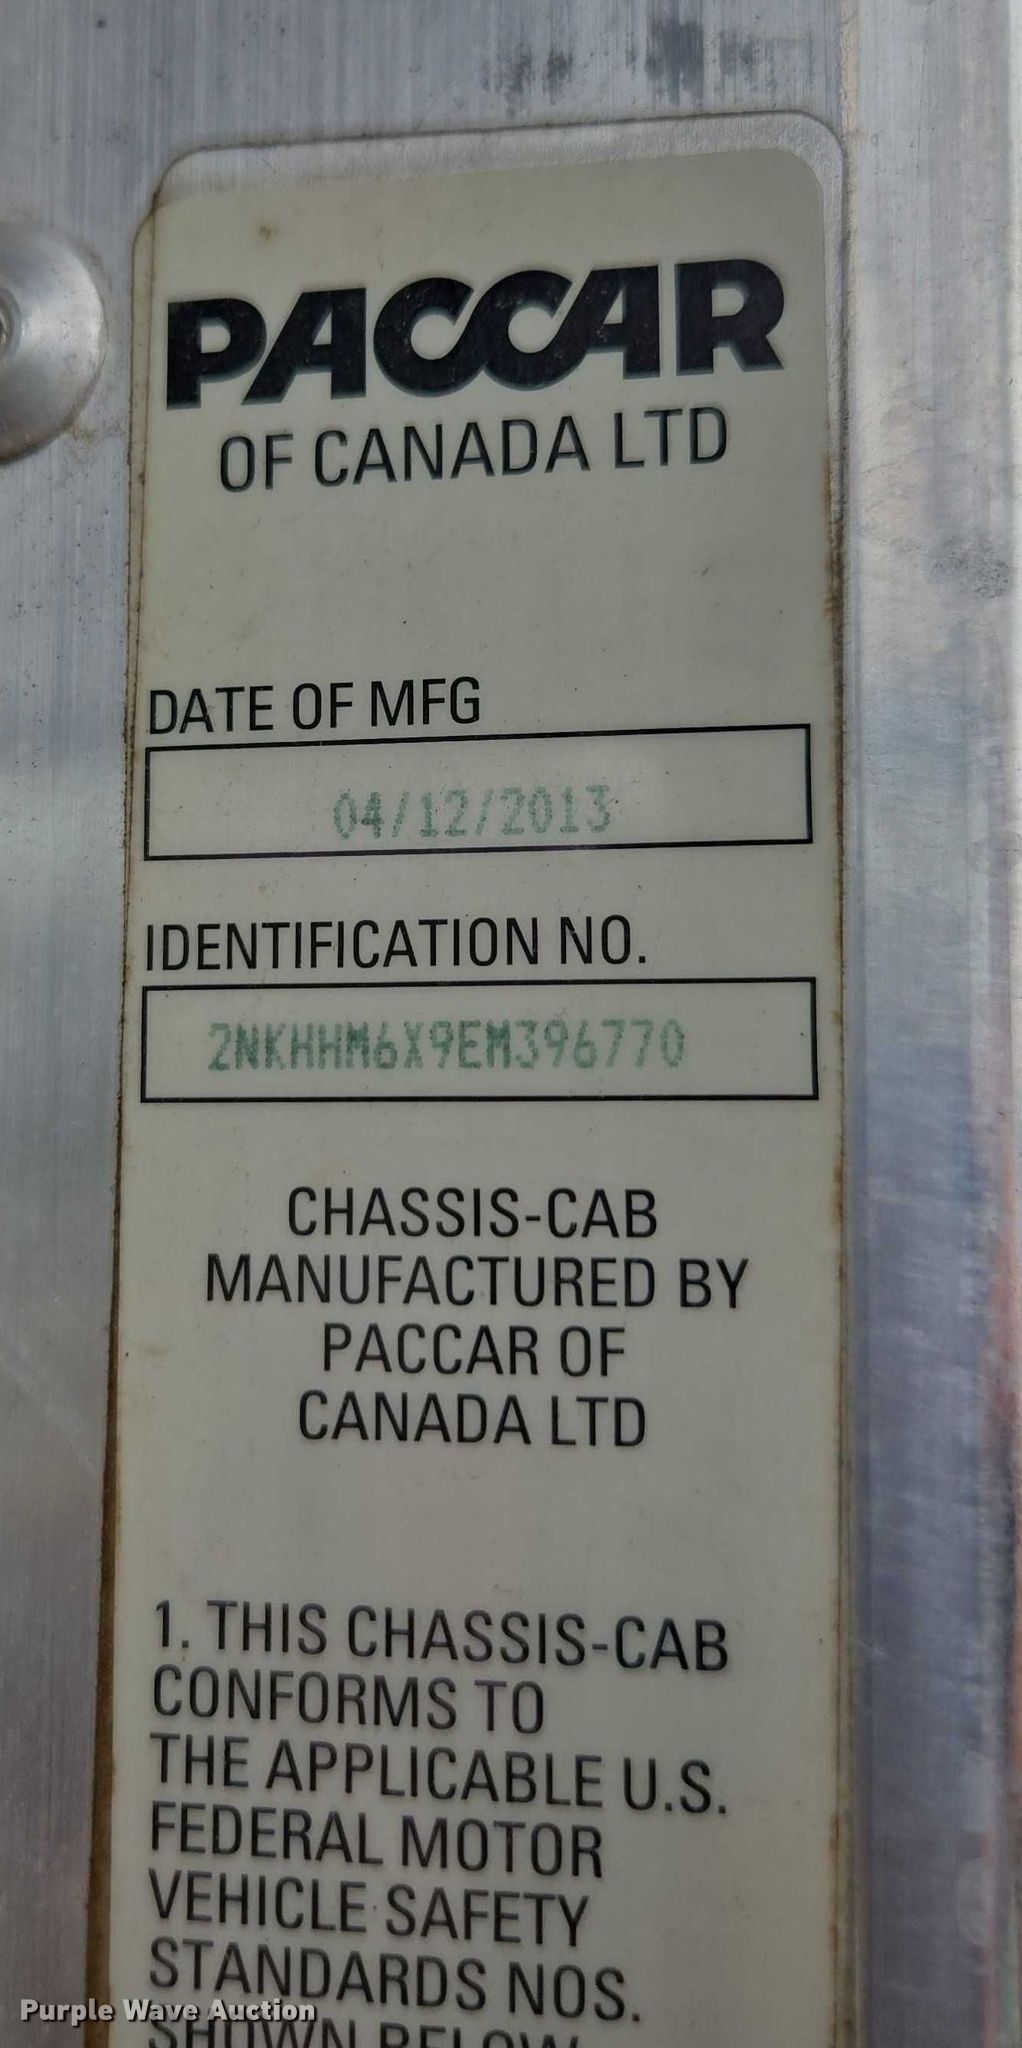 PACCAR
OF CANADA LTD
DATE OF MFG
04/12/2013
IDENTIFICATION NO.
2NKHHM6X9EM396770
CHASSIS-CAB
MANUFACTURED BY
PACCAR OF
CANADA LTD
1. THIS CHASSIS-CAB
CONFORMS TO
THE APPLICABLE U.S.
FEDERAL MOTOR
VEHICLE SAFETY
STANDARDS NOS.
SHOWN BELOW
Purple Wave Auction